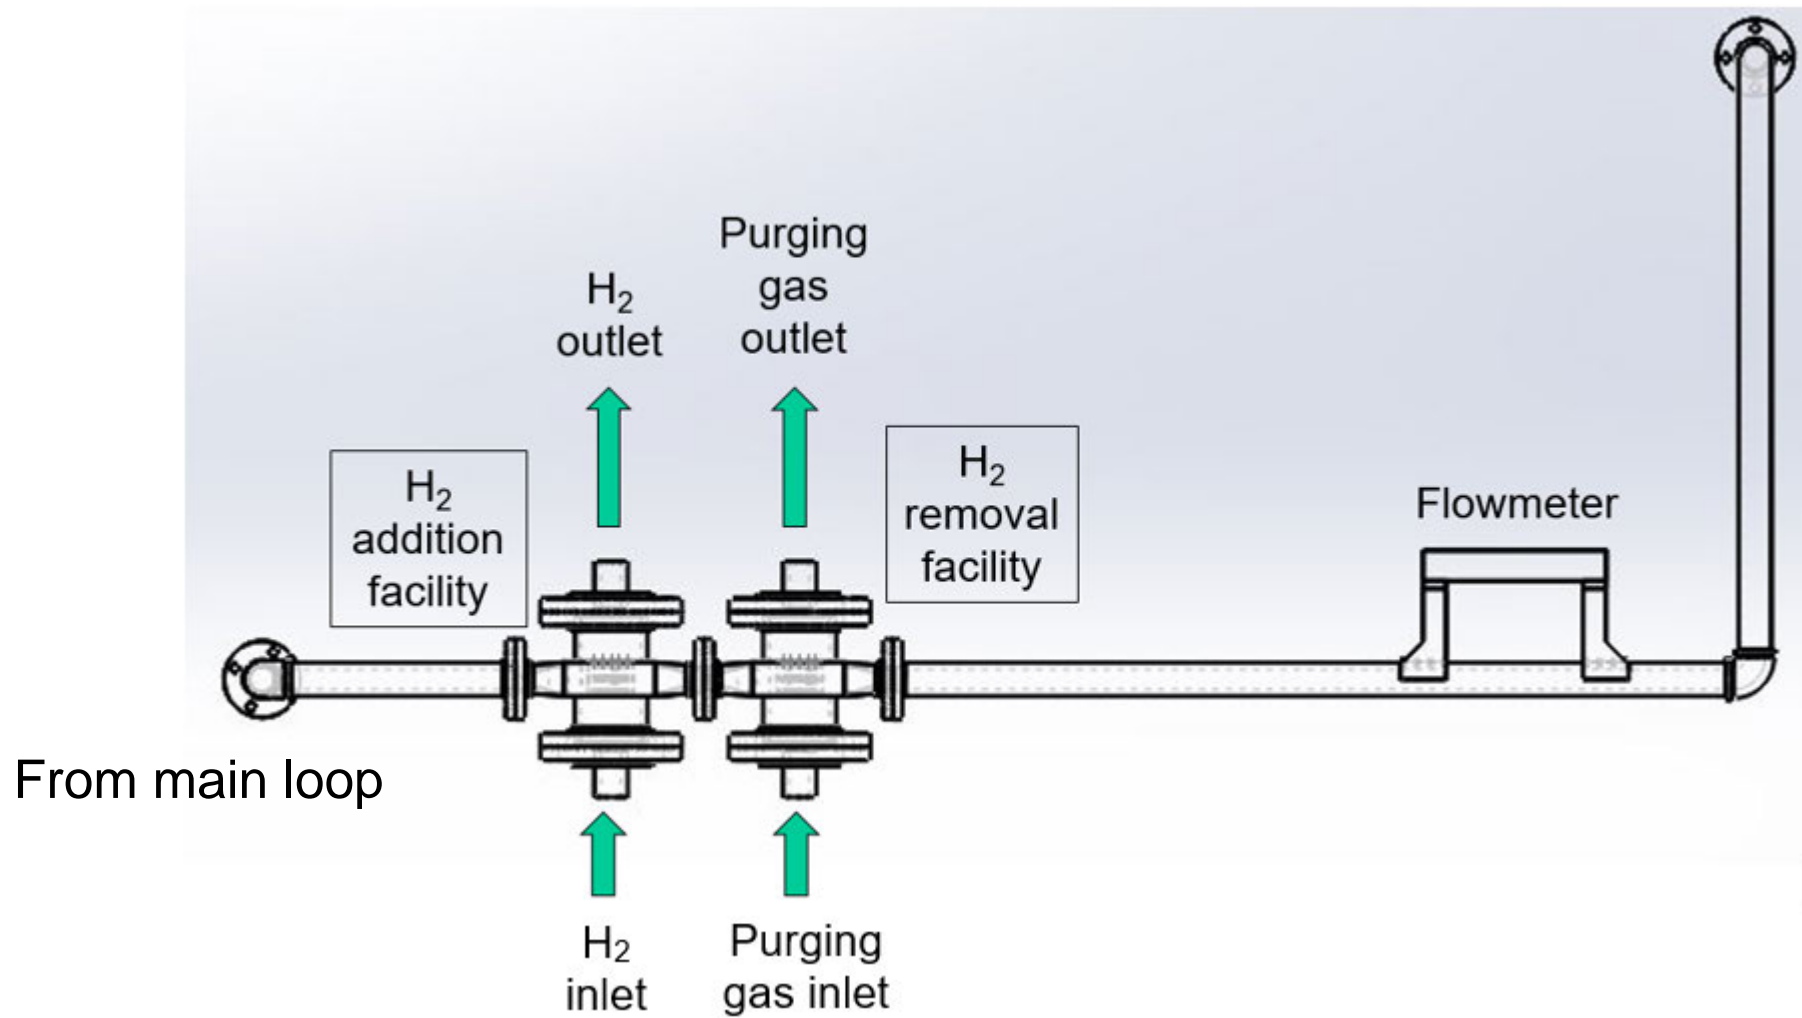 Purging
gas
outlet
H₂
outlet
H₂
addition
facility
H₂
removal
facility
Flowmeter
From main loop
H₂
inlet
Purging
gas inlet